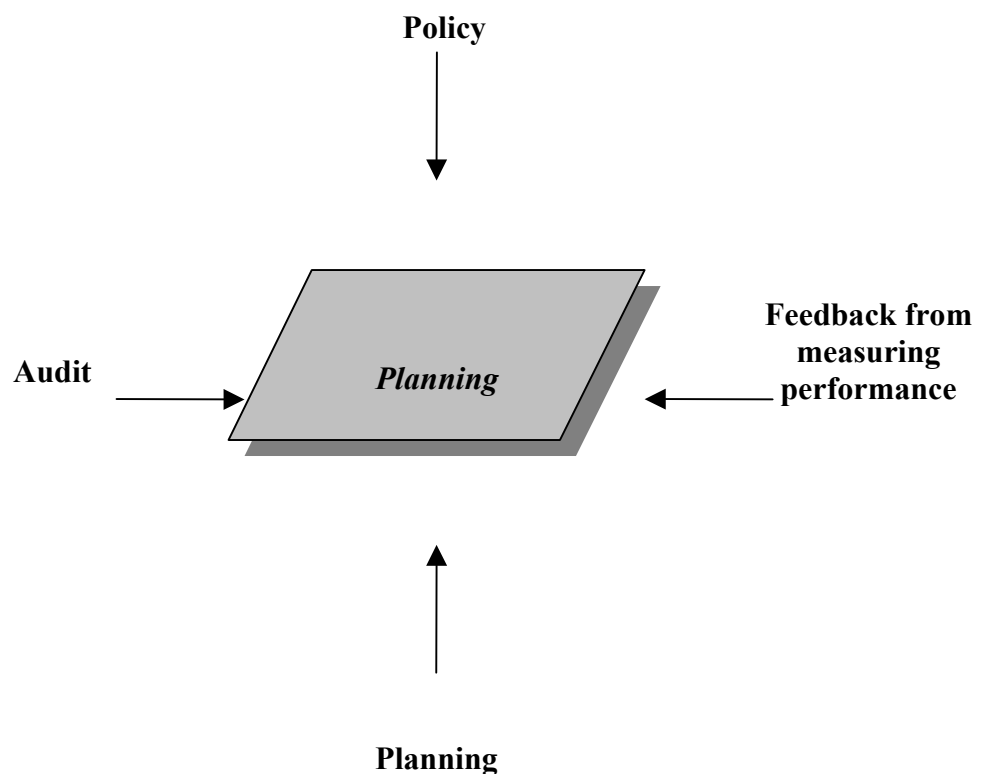 Policy
Feedback from
measuring
performance
Audit
Planning
Planning